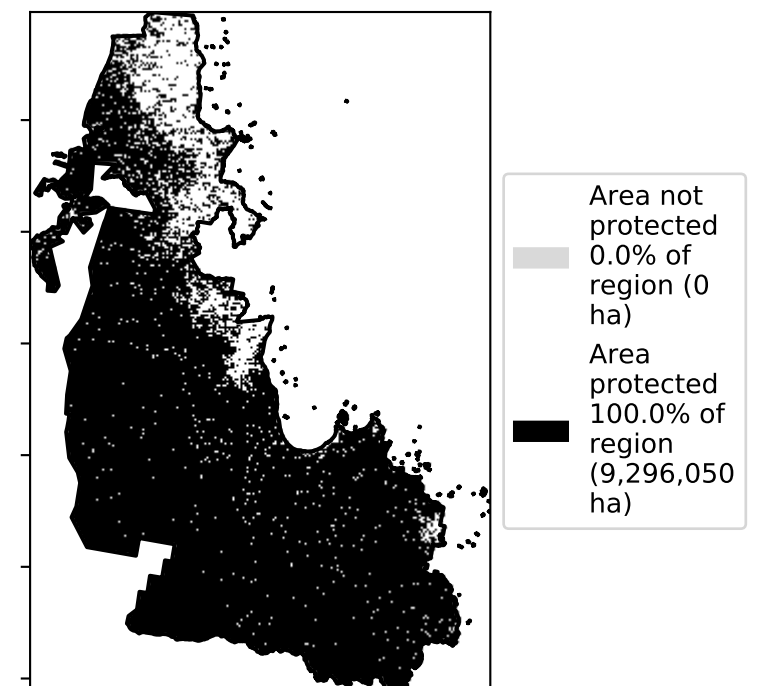 Area not
protected
0.0% of
region (0
ha)
Area
protected
100.0% of
region
(9,296,050
ha)